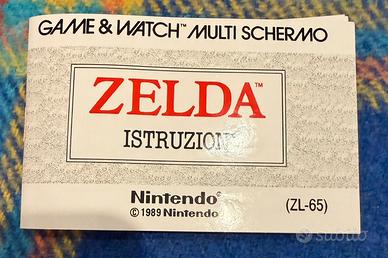 GAME & WATCH™ MULTI SCHERMO
ZELDA™
ISTRUZIONI
Nintendo®
© 1989 Nintendo
(ZL-65)
subito